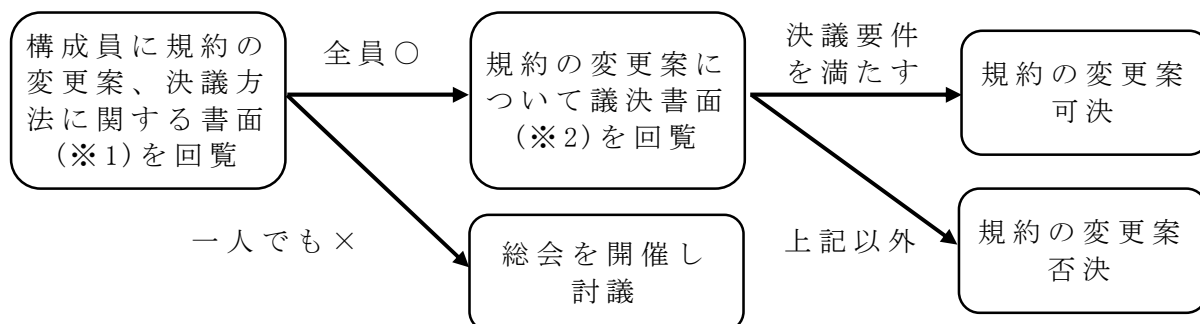 構成員に規約の
変更案、決議方
法に関する書面
(※1)を回覧
全員〇
一人でも×
規約の変更案に
ついて議決書面
(※2)を回覧
総会を開催し
討議
決議要件
を満たす
上記以外
規約の変更案
可決
規約の変更案
否決